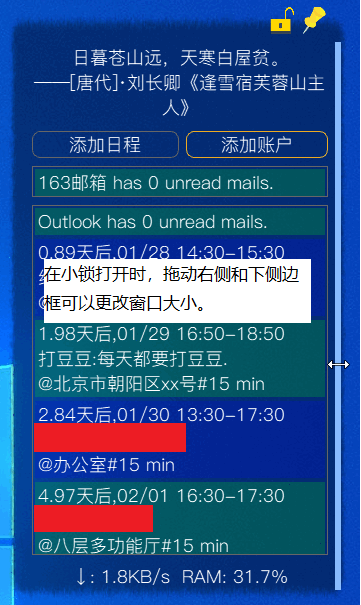 日暮苍山远，天寒白屋贫。
——[唐代]·刘长卿《逢雪宿芙蓉山主
人》
添加日程
添加账户
163邮箱 has 0 unread mails.
Outlook has 0 unread mails.
0.89天后,01/28 14:30-15:30
在小锁打开时，拖动右侧和下侧边
框可以更改窗口大小。
1.98天后,01/29 16:50-18:50
打豆豆:每天都要打豆豆.
@北京市朝阳区xx号#15 min
2.84天后,01/30 13:30-17:30
@办公室#15 min
4.97天后,02/01 16:30-17:30
@八层多功能厅#15 min
↓: 1.8KB/s RAM: 31.7%